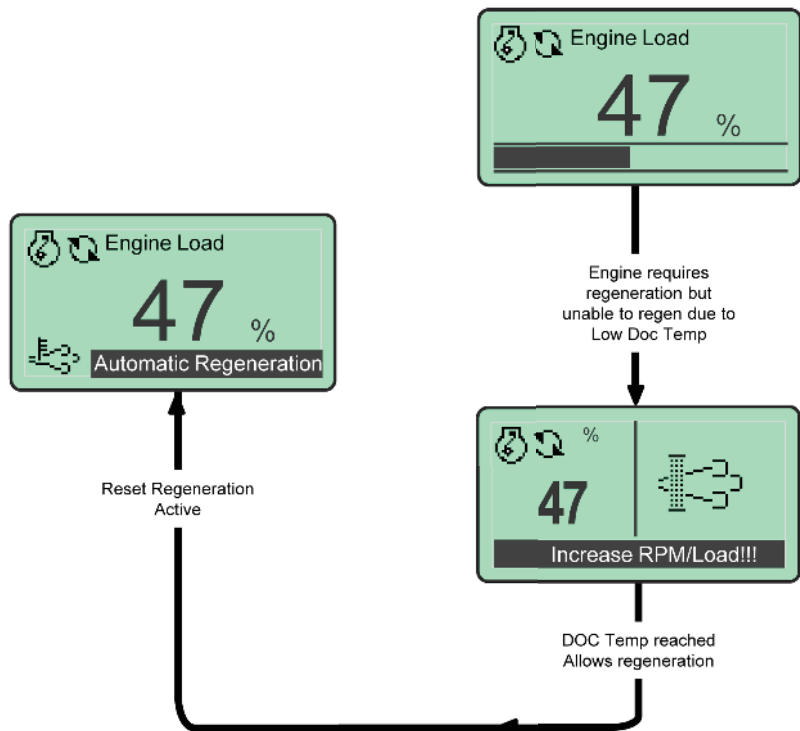 Engine Load
47 %
Engine requires
regeneration but
unable to regen due to
Low Doc Temp
%
47
Increase RPM/Load!!!
DOC Temp reached
Allows regeneration
Reset Regeneration
Active
Engine Load
47 %
Automatic Regeneration